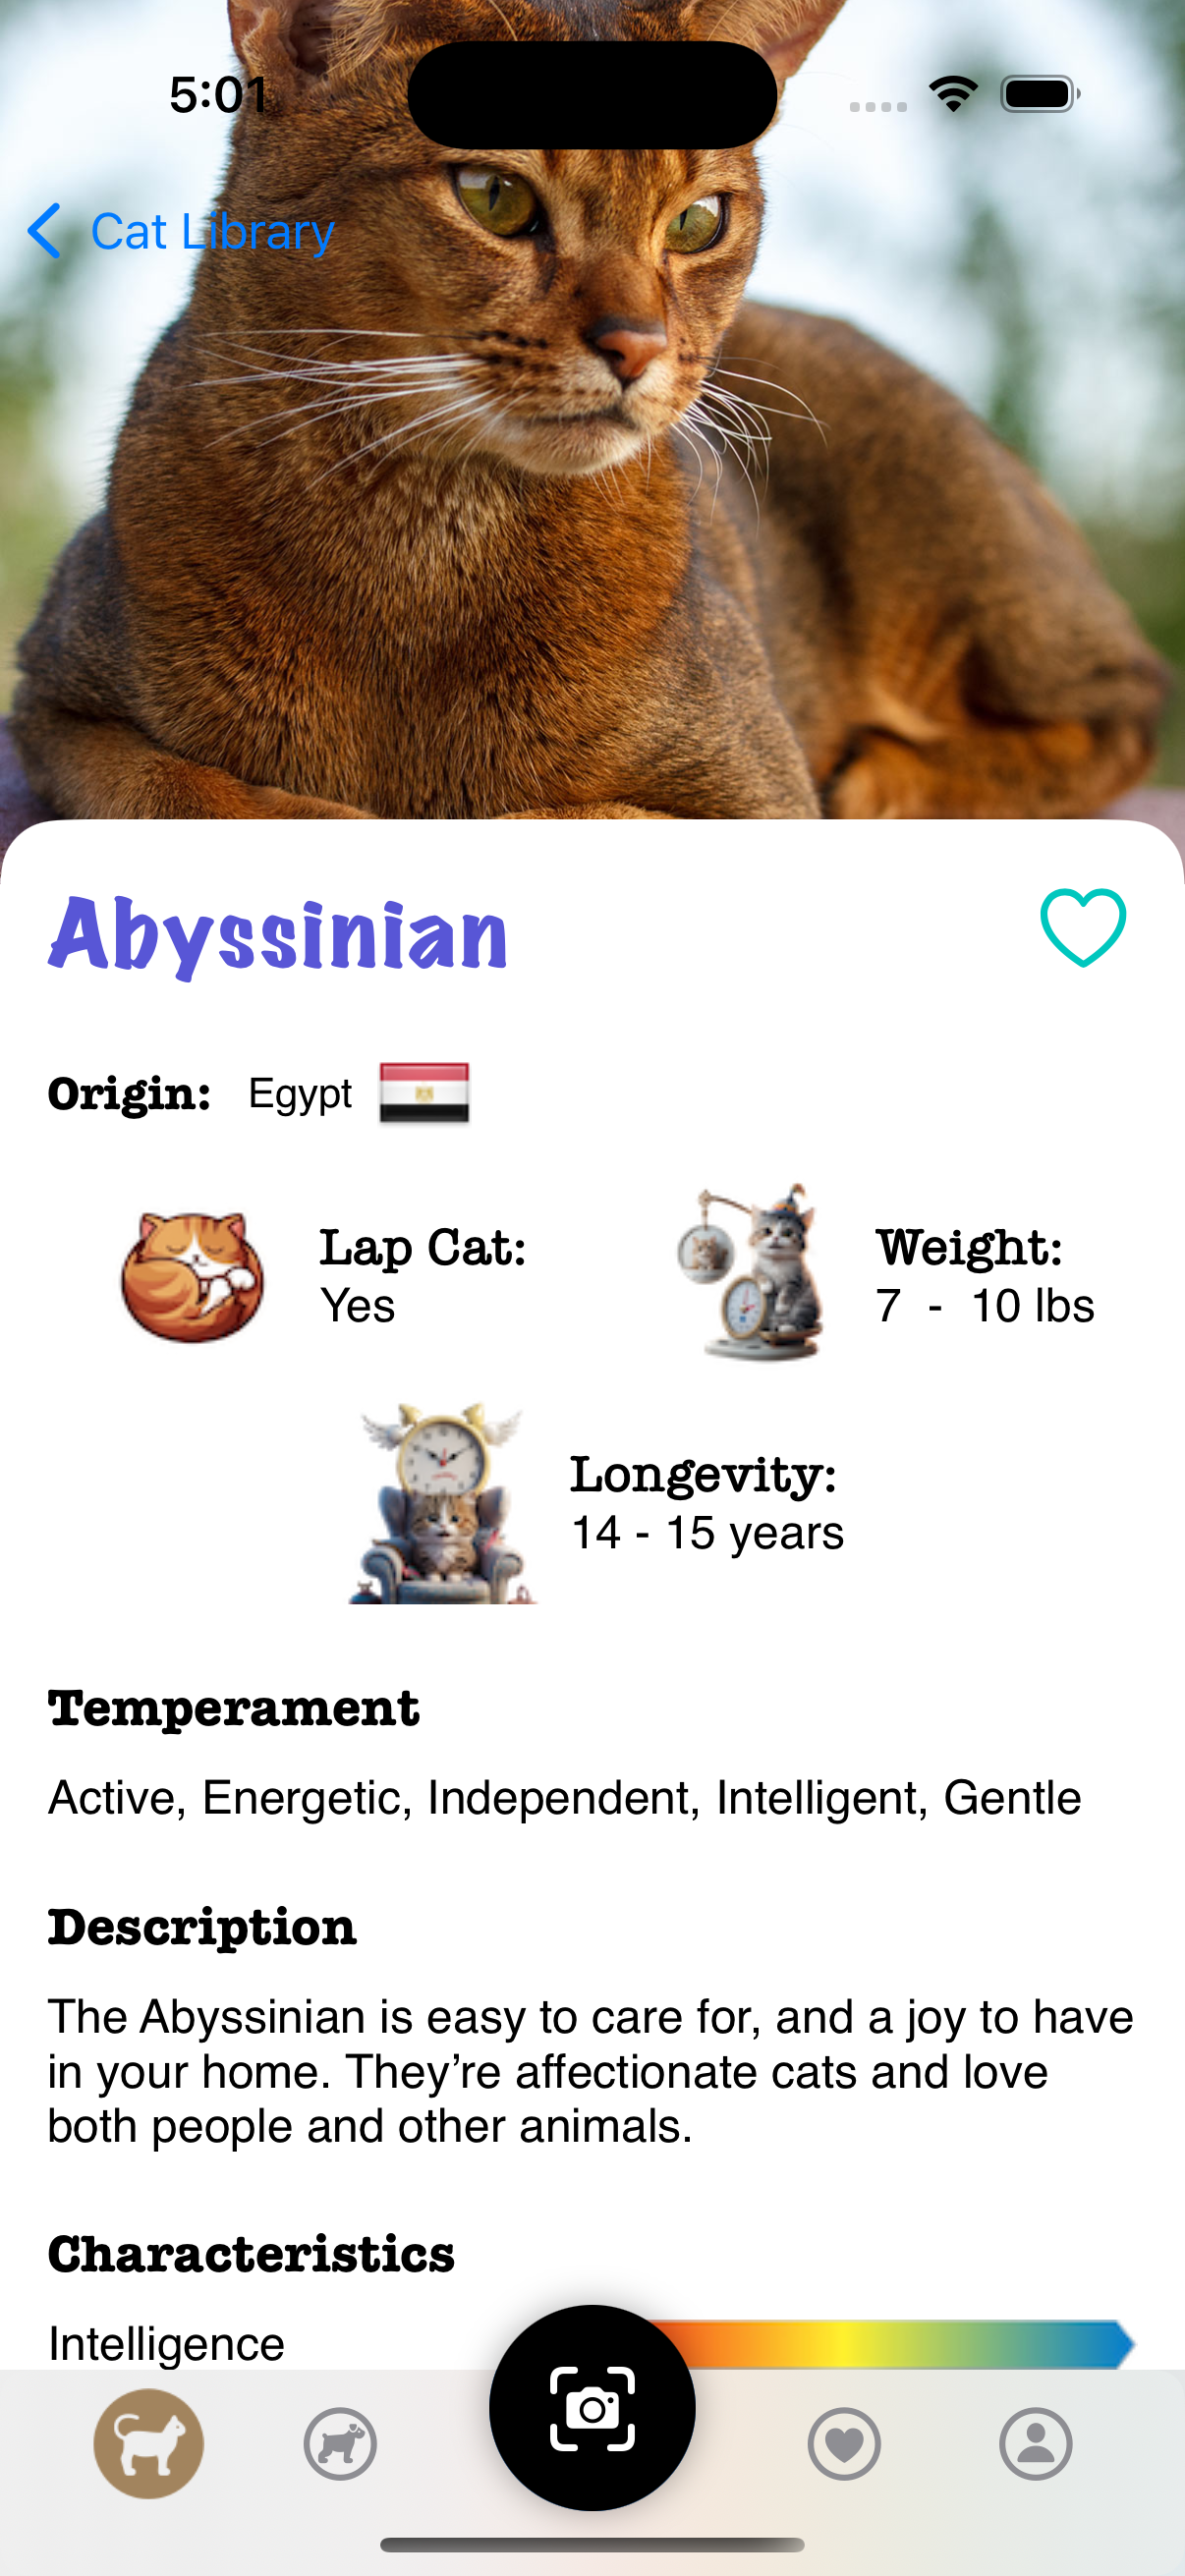 5:01
Cat Library
Abyssinian
Origin: Egypt
Lap Cat:
Yes
Weight:
7 - 10 lbs
Longevity:
14 - 15 years
Temperament
Active, Energetic, Independent, Intelligent, Gentle
Description
The Abyssinian is easy to care for, and a joy to have
in your home. They’re affectionate cats and love
both people and other animals.
Characteristics
Intelligence